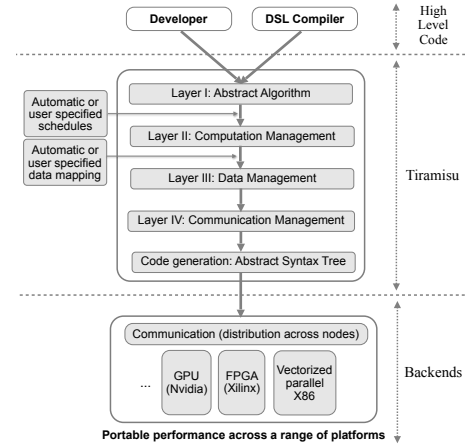 Developer
DSL Compiler
High
Level
Code
Layer I: Abstract Algorithm
Automatic or
user specified
schedules
Layer II: Computation Management
Automatic or
user specified
data mapping
Layer III: Data Management
Tiramisu
Layer IV: Communication Management
Code generation: Abstract Syntax Tree
Communication (distribution across nodes)
...
GPU
(Nvidia)
FPGA
(Xilinx)
Vectorized
parallel
X86
Backends
Portable performance across a range of platforms